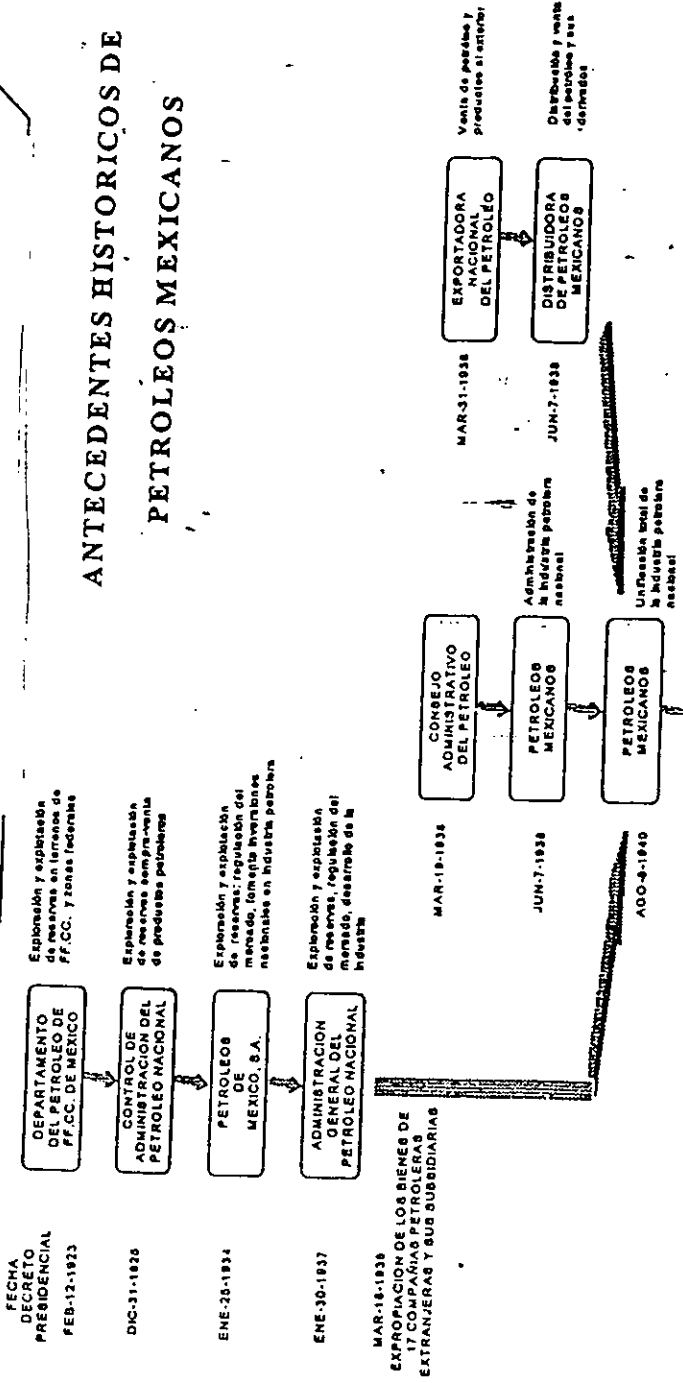 ANTECEDENTES HISTORICOS DE
PETROLEOS MEXICANOS
FECHA
DECRETO
PRESIDENCIAL
FEB-12-1923
DEPARTAMENTO
DEL PETROLEO DE
FF.CC. DE MEXICO
Exploración y explotación
de reservas en terrenos de
FF.CC. y zonas federales
DIC-31-1925
CONTROL DE
ADMINISTRACION DEL
PETROLEO NACIONAL
Exploración y explotación
de reservas compra-venta
de productos petroleros
ENE-25-1934
PETROLEOS
DE
MEXICO, S.A.
Exploración y explotación
de reservas; regulación del
mercado, fomento inversiones
nacionales en industria petrolera
ENE-30-1937
ADMINISTRACION
GENERAL DEL
PETROLEO NACIONAL
Exploración y explotación
de reservas, regulación del
mercado, desarrollo de la
industria
MAR-18-1938
EXPROPIACION DE LOS BIENES DE
17 COMPAÑIAS PETROLERAS
EXTRANJERAS Y SUS SUBSIDIARIAS
MAR-19-1938
CONSEJO
ADMINISTRATIVO
DEL PETROLEO
JUN-7-1938
PETROLEOS
MEXICANOS
Administración de
la industria petrolera
nacional
AGO-8-1940
PETROLEOS
MEXICANOS
Unificación total de
la industria petrolera
nacional
MAR-31-1938
EXPORTADORA
NACIONAL
DEL PETROLEO
Venta de petróleo y
productos al exterior
JUN-7-1938
DISTRIBUIDORA
DE PETROLEOS
MEXICANOS
Distribución y venta
del petróleo y sus
derivados